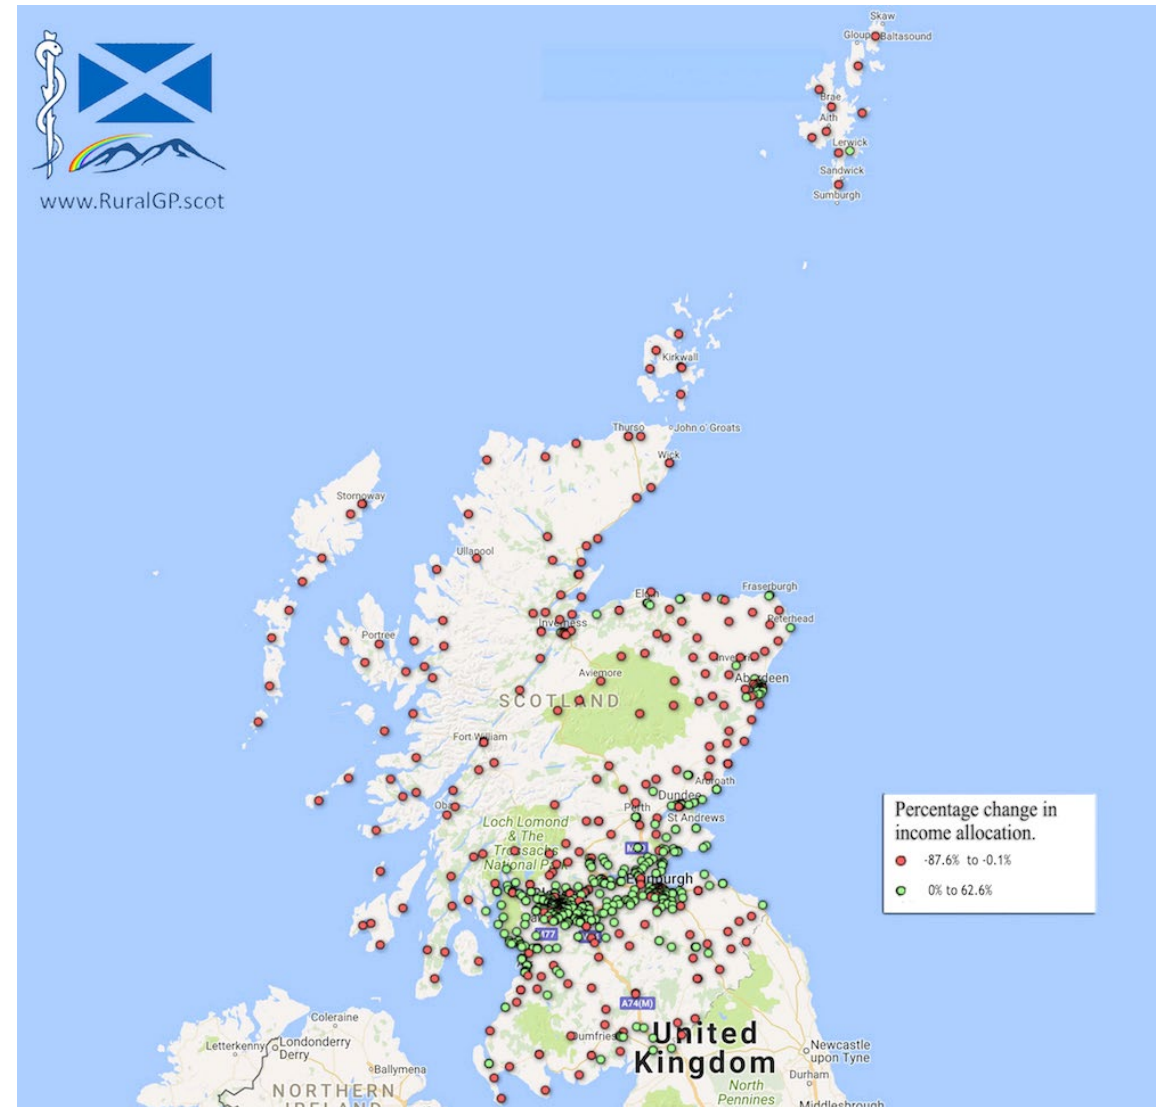 www.RuralGP.scot
Skaw
Baltasound
Brae
Aith
Lerwick
Sandwick
Sumburgh
Kirkwall
Thurso
John o' Groats
Wick
Stornoway
Ullapool
Fraserburgh
Peterhead
Inverness
Portree
Aviemore
Aberdeen
SCOTLAND
Fort William
Arbroath
Dundee
Perth
St Andrews
Loch Lomond
& The
Trossachs
National Park
Edinburgh
Percentage change in
income allocation.
-87.6% to -0.1%
0% to 62.6%
M77
A74(M)
Dumfries
United
Kingdom
Coleraine
Letterkenny
Londonderry
Derry
Ballymena
NORTHERN
IRELAND
Newcastle
upon Tyne
Durham
North
Pennines
Middlesbrough